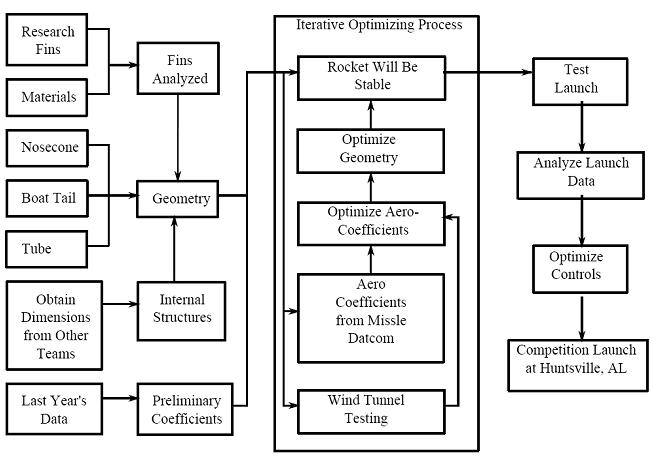 Research
Fins
Materials
Fins
Analyzed
Nosecone
Boat Tail
Tube
Geometry
Obtain
Dimensions
from Other
Teams
Internal
Structures
Last Year's
Data
Preliminary
Coefficients
Iterative Optimizing Process
Rocket Will Be
Stable
Optimize
Geometry
Optimize Aero-
Coefficients
Aero
Coefficients
from Missle
Datcom
Wind Tunnel
Testing
Test
Launch
Analyze Launch
Data
Optimize
Controls
Competition Launch
at Huntsville, AL